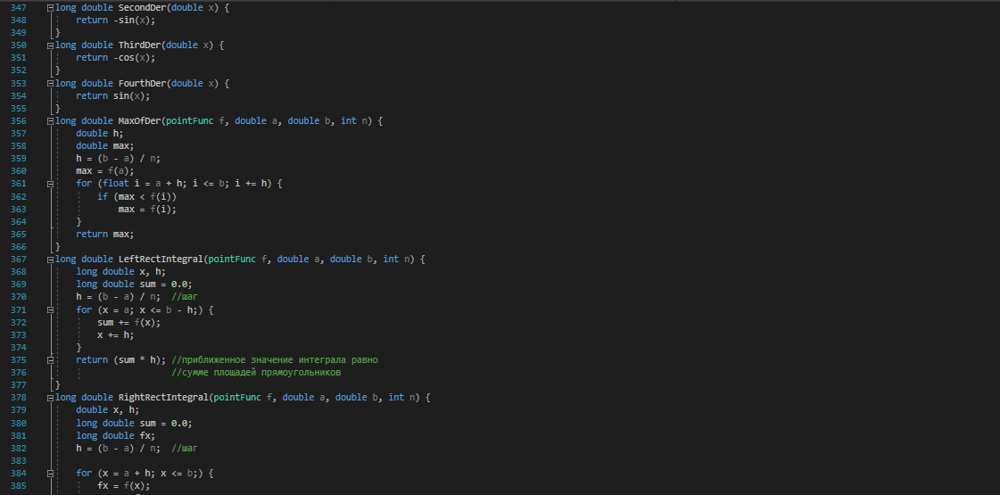 347 long double SecondDer(double x) {
348 return -sin(x);
349 }
350 long double ThirdDer(double x) {
351 return -cos(x);
352 }
353 long double FourthDer(double x) {
354 return sin(x);
355 }
356 long double MaxOfDer(pointFunc f, double a, double b, int n) {
357 double h;
358 double max;
359 h = (b - a) / n;
360 max = f(a);
361 for (float i = a + h; i <= b; i += h) {
362 if (max < f(i))
363 max = f(i);
364 }
365 return max;
366 }
367 long double LeftRectIntegral(pointFunc f, double a, double b, int n) {
368 long double x, h;
369 long double sum = 0.0;
370 h = (b - a) / n; //шаг
371 for (x = a; x <= b - h;) {
372 sum += f(x);
373 x += h;
374 }
375 return (sum * h); //приближенное значение интеграла равно
376 //сумме площадей прямоугольников
377 }
378 long double RightRectIntegral(pointFunc f, double a, double b, int n) {
379 double x, h;
380 long double sum = 0.0;
381 long double fx;
382 h = (b - a) / n; //шаг
383
384 for (x = a + h; x <= b;) {
385 fx = f(x);